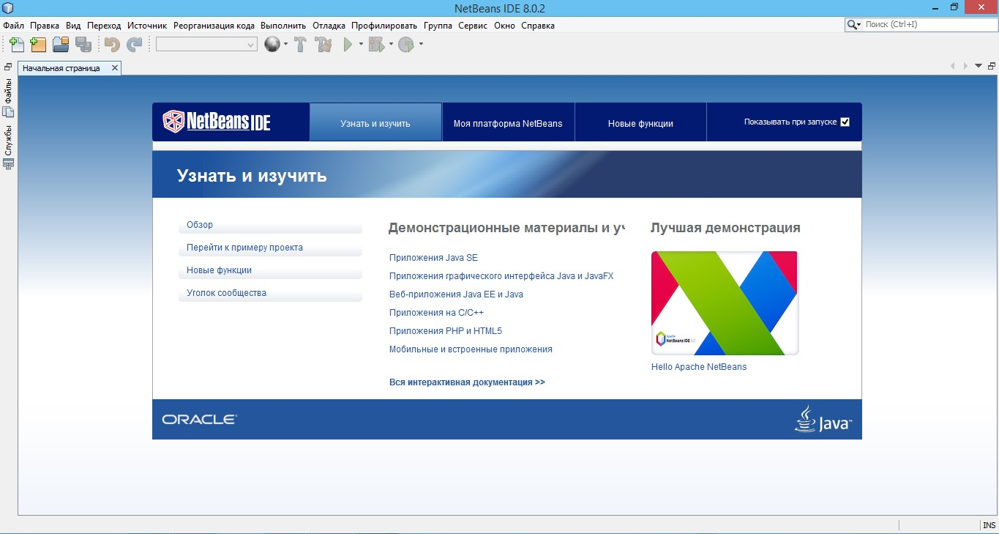 NetBeans IDE 8.0.2
Файл Правка Вид Переход Источник Реорганизация кода Выполнить Отладка Профилировать Группа Сервис Окно Справка
Поиск (Ctrl+I)
Начальная страница
Файлы
Службы
NetBeans IDE
Узнать и изучить
Моя платформа NetBeans
Новые функции
Показывать при запуске
Узнать и изучить
Обзор
Перейти к примеру проекта
Новые функции
Уголок сообщества
Демонстрационные материалы и уч
Приложения Java SE
Приложения графического интерфейса Java и JavaFX
Веб-приложения Java EE и Java
Приложения на C/C++
Приложения PHP и HTML5
Мобильные и встроенные приложения
Вся интерактивная документация >>
Лучшая демонстрация
Apache
NetBeans IDE 9.0
Hello Apache NetBeans
ORACLE
Java
INS